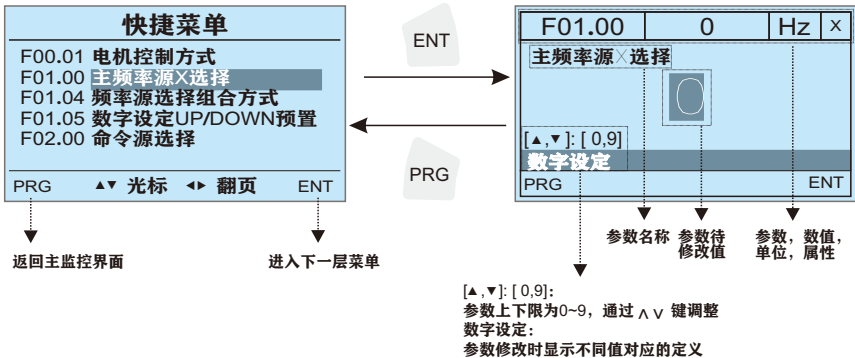 快捷菜单
F00.01 电机控制方式
F01.00 主频率源X选择
F01.04 频率源选择组合方式
F01.05 数字设定UP/DOWN预置
F02.00 命令源选择
PRG ▲▼ 光标 ◀▶ 翻页 ENT
返回主监控界面
进入下一层菜单
ENT
PRG
F01.00 0 Hz X
主频率源X选择
0
[▲,▼]: [ 0,9]
数字设定
PRG ENT
参数名称
参数待
修改值
参数，数值，
单位，属性
[▲,▼]: [ 0,9]：
参数上下限为0~9，通过 ∧ ∨ 键调整
数字设定：
参数修改时显示不同值对应的定义